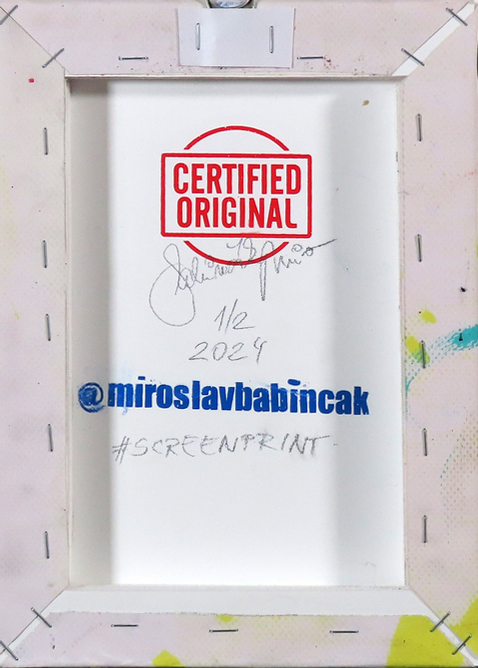 CERTIFIED
ORIGINAL
1/2
2024
@miroslavbabincak
#SCREENPRINT